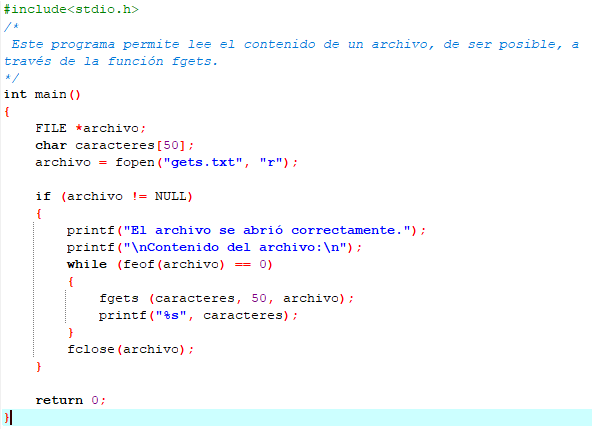 #include<stdio.h>
/*
 Este programa permite lee el contenido de un archivo, de ser posible, a
través de la función fgets.
*/
int main()
{
    FILE *archivo;
    char caracteres[50];
    archivo = fopen("gets.txt", "r");

    if (archivo != NULL)
    {
        printf("El archivo se abrió correctamente.");
        printf("\nContenido del archivo:\n");
        while (feof(archivo) == 0)
        {
            fgets (caracteres, 50, archivo);
            printf("%s", caracteres);
        }
        fclose(archivo);
    }

    return 0;
}